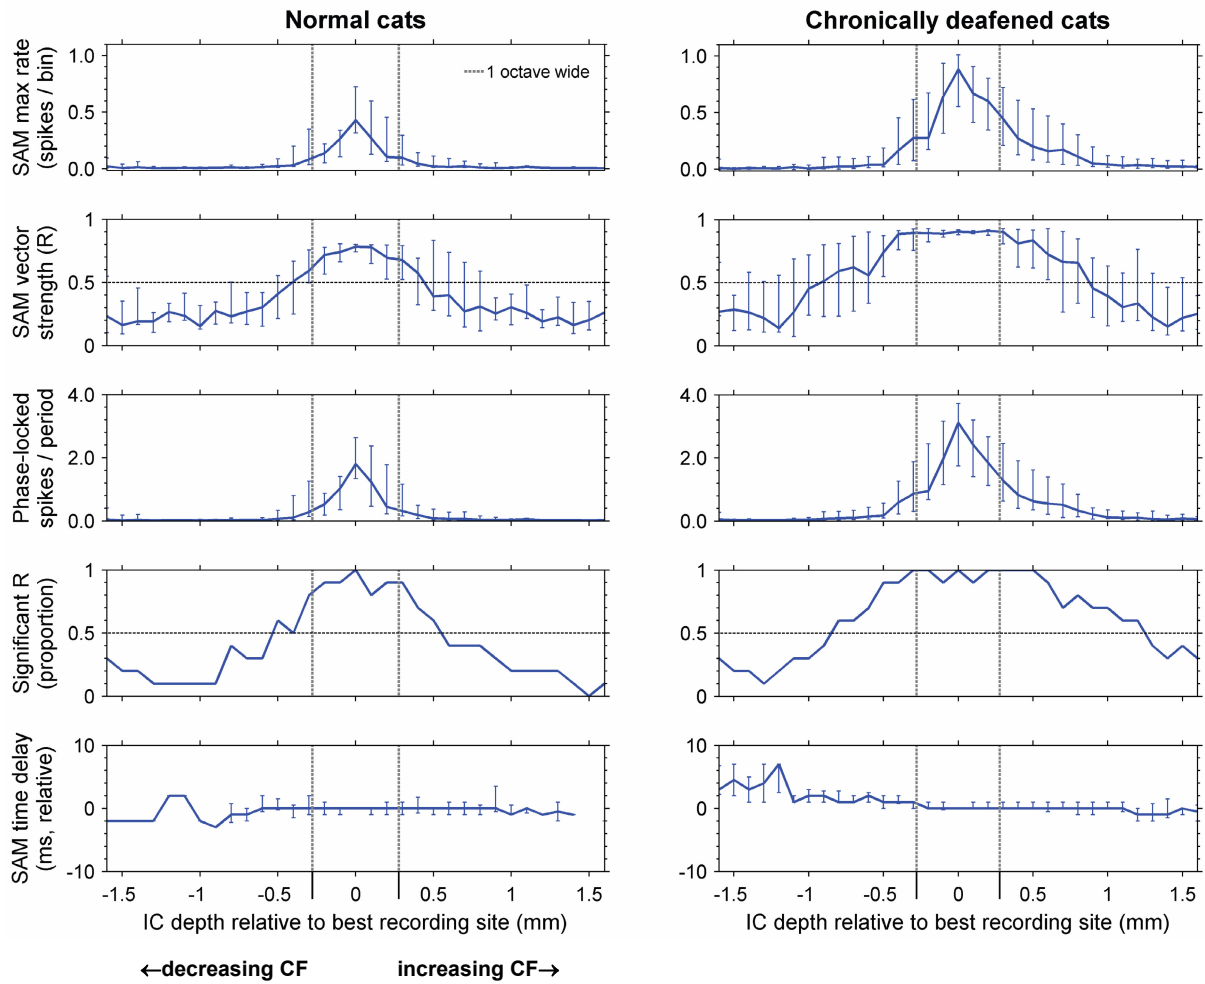 Normal cats
Chronically deafened cats
SAM max rate
(spikes / bin)
1.0
0.5
0.0
1 octave wide
1.0
0.5
0.0
SAM vector
strength (R)
1
0.5
0
1
0.5
0
Phase-locked
spikes / period
4.0
2.0
0.0
4.0
2.0
0.0
Significant R
(proportion)
1
0.5
0
1
0.5
0
SAM time delay
(ms, relative)
10
0
-10
10
0
-10
-1.5 -1 -0.5 0 0.5 1 1.5
-1.5 -1 -0.5 0 0.5 1 1.5
IC depth relative to best recording site (mm)
IC depth relative to best recording site (mm)
←decreasing CF increasing CF→